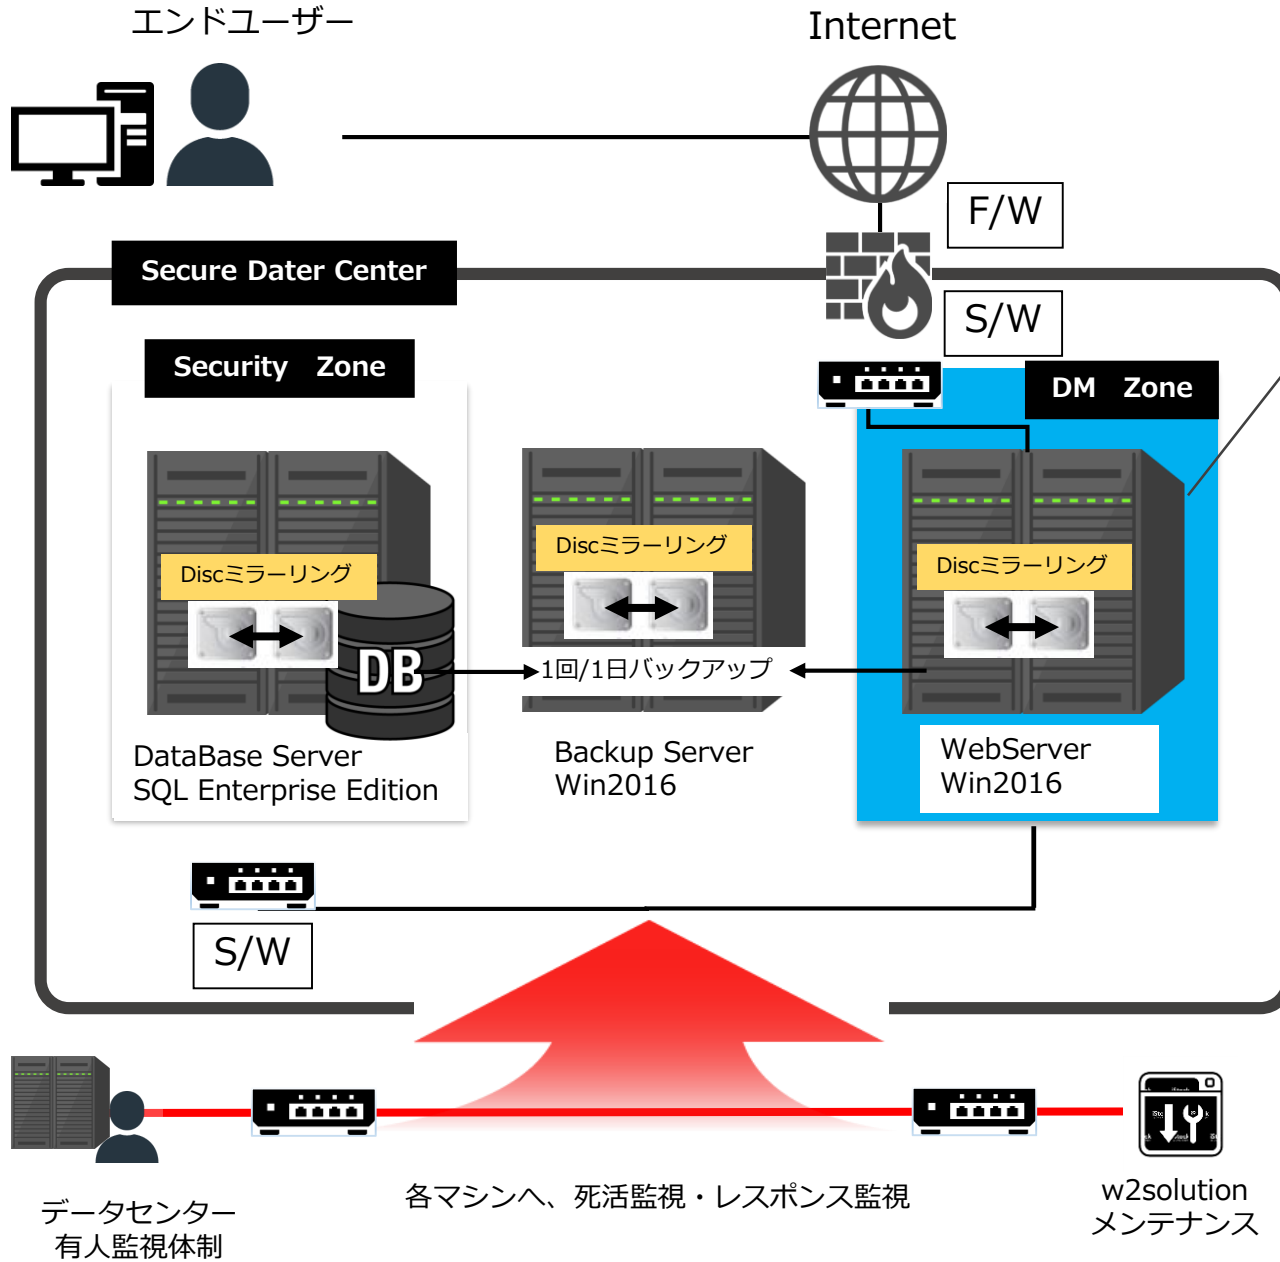 エンドユーザー
Internet
F/W
Secure Dater Center
S/W
Security　Zone
DM　Zone
Discミラーリング
Discミラーリング
Discミラーリング
DB
1回/1日バックアップ
DataBase Server
SQL Enterprise Edition
Backup Server
Win2016
WebServer
Win2016
S/W
各マシンへ、死活監視・レスポンス監視
データセンター
有人監視体制
w2solution
メンテナンス